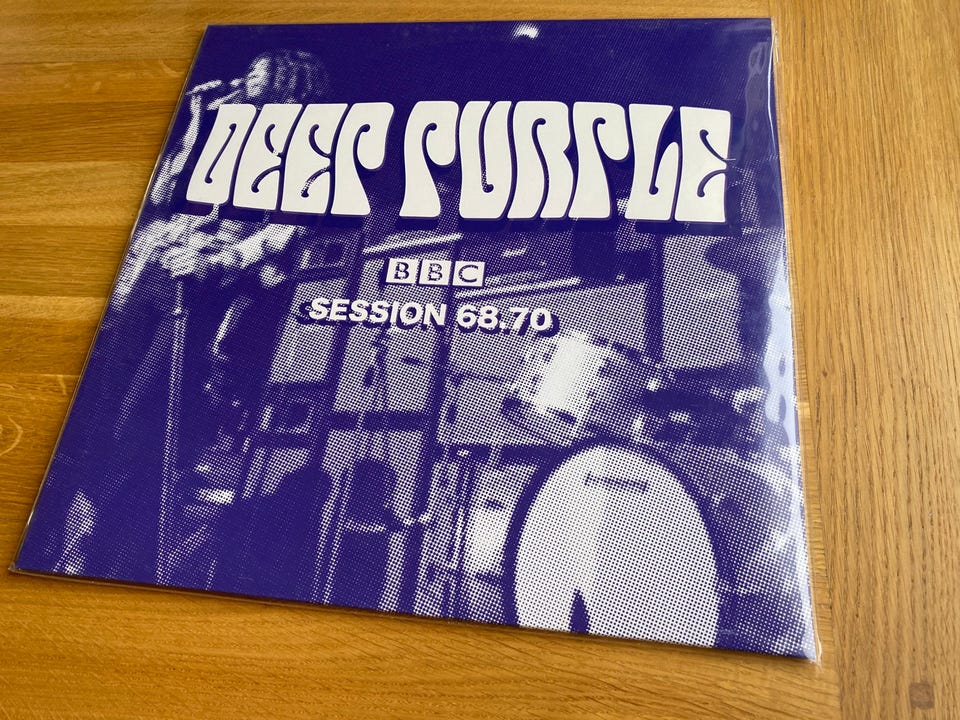 DEEP PURPLE
BBC
SESSION 68.70